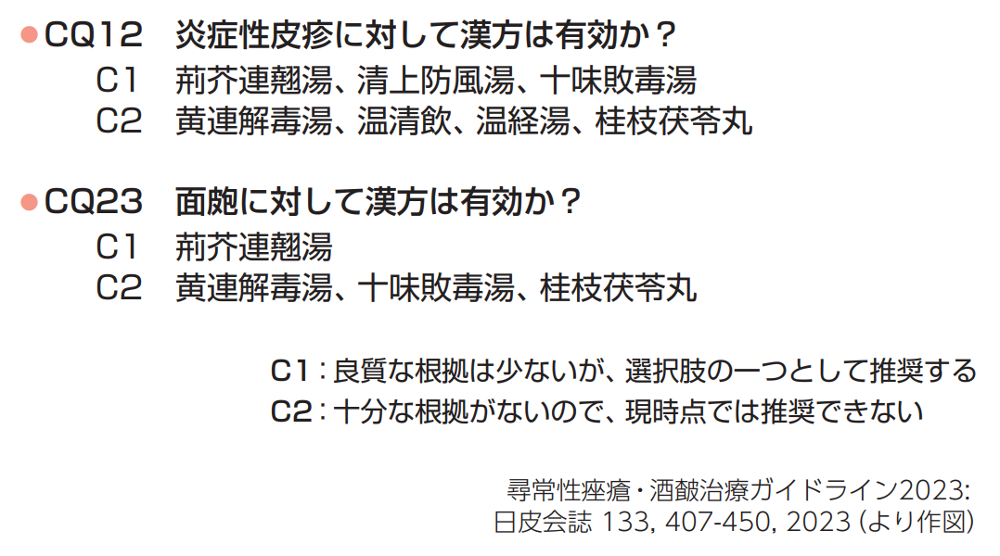 ●CQ12 炎症性皮疹に対して漢方は有効か？
C1 荊芥連翹湯、清上防風湯、十味敗毒湯
C2 黄連解毒湯、温清飲、温経湯、桂枝茯苓丸
●CQ23 面皰に対して漢方は有効か？
C1 荊芥連翹湯
C2 黄連解毒湯、十味敗毒湯、桂枝茯苓丸
C1：良質な根拠は少ないが、選択肢の一つとして推奨する
C2：十分な根拠がないので、現時点では推奨できない
尋常性痤瘡・酒皶治療ガイドライン2023:
日皮会誌 133, 407-450, 2023（より作図）